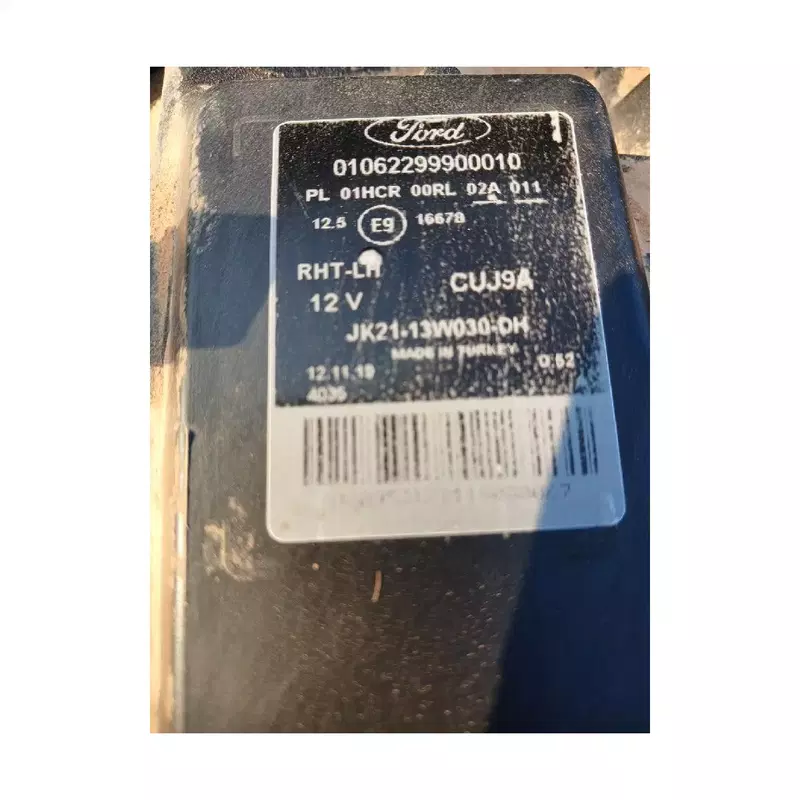 Ford
01062299900010
PL 01HCR 00RL 02A 011
12.5 E9 16678
RHT-LH CUJ9A
12 V
JK21-13W030-DH
MADE IN TURKEY
12.11.19 0.52
4035